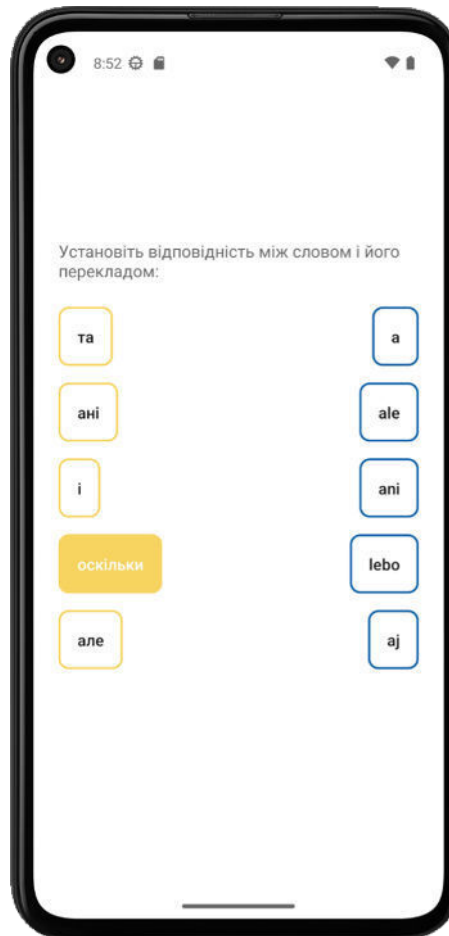 8:52
Установіть відповідність між словом і його
перекладом:
та
a
ані
ale
і
ani
оскільки
lebo
але
aj